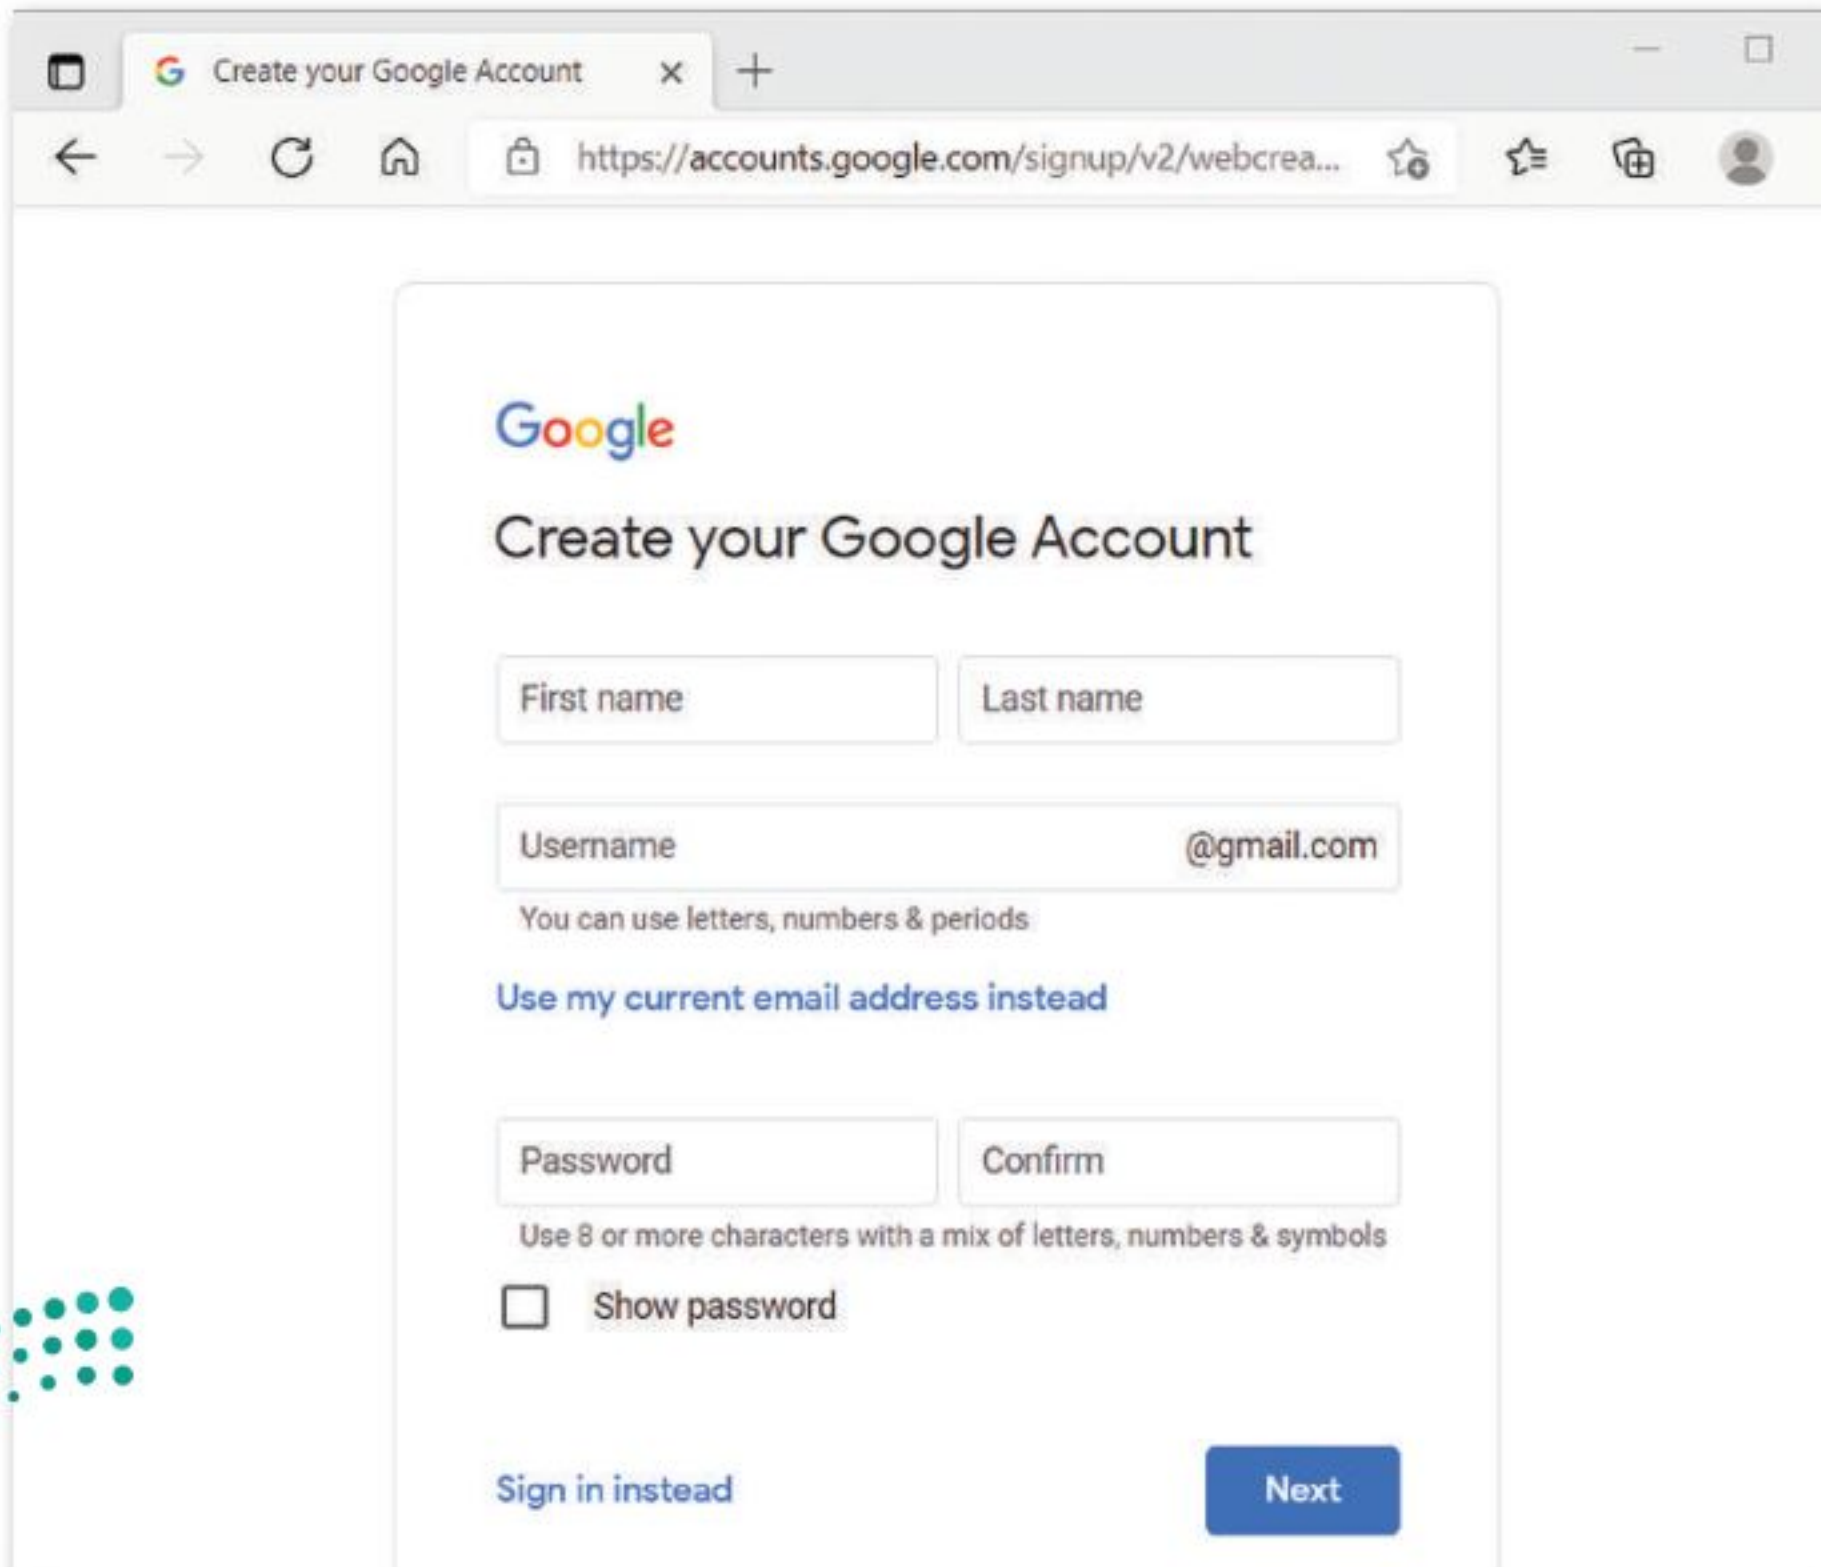 Create your Google Account
https://accounts.google.com/signup/v2/webcrea...
Google
Create your Google Account
First name Last name
Username @gmail.com
You can use letters, numbers & periods
Use my current email address instead
Password Confirm
Use 8 or more characters with a mix of letters, numbers & symbols
Show password
Sign in instead Next